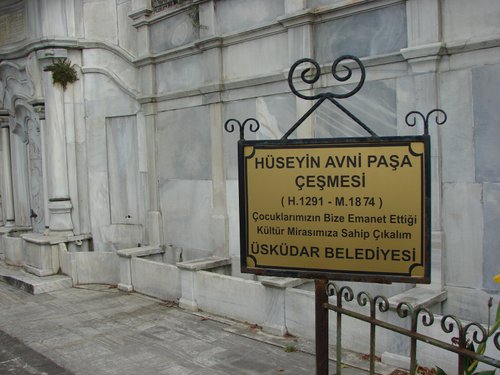 HÜSEYİN AVNİ PAŞA
ÇEŞMESİ
( H.1291 - M.1874 )
Çocuklarımızın Bize Emanet Ettiği
Kültür Mirasımıza Sahip Çıkalım
ÜSKÜDAR BELEDİYESİ